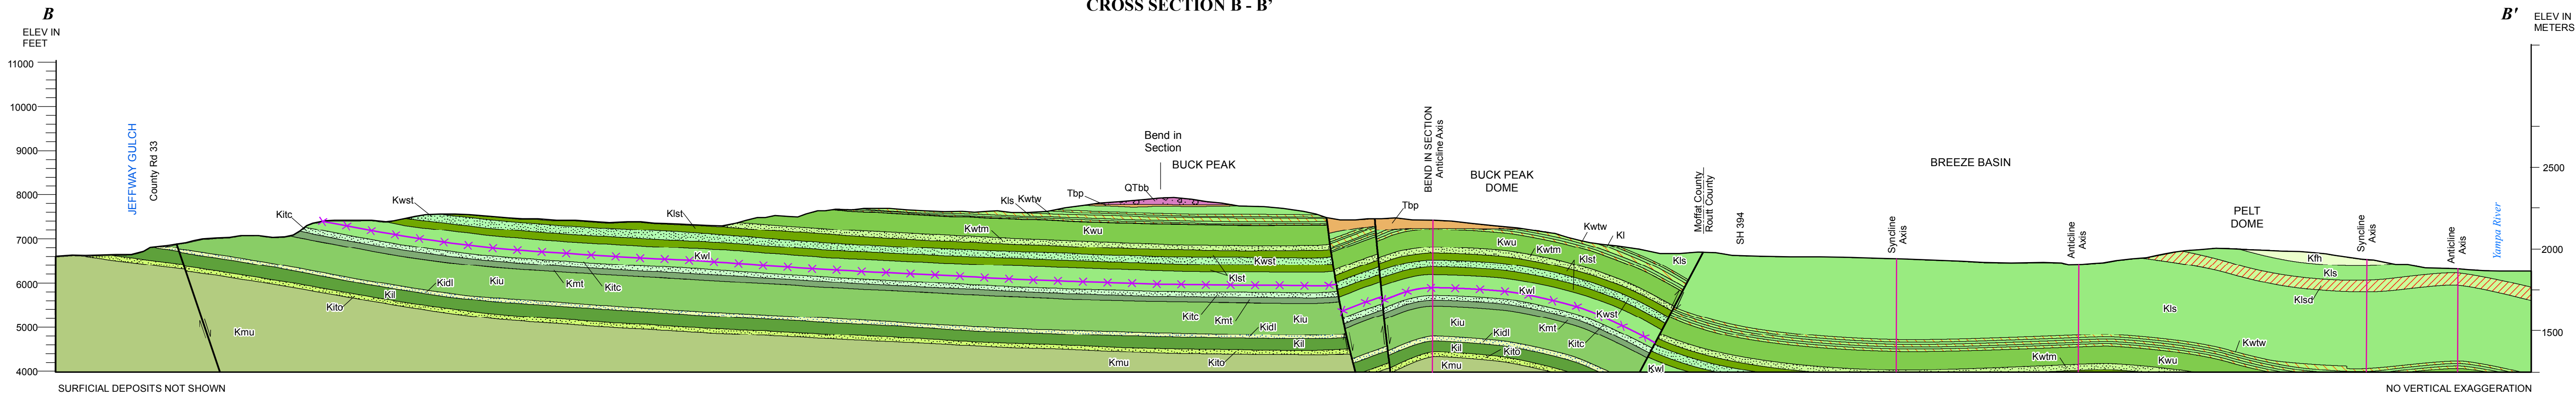 CROSS SECTION B - B'
B
B'
ELEV IN
FEET
ELEV IN
METERS
11000
10000
9000
8000
7000
6000
5000
4000
2500
2000
1500
JEFFWAY GULCH
County Rd 33
Kitc
Kwst
Klst
Kls
Kwtw
Tbp
QTbb
Bend in
Section
BUCK PEAK
BEND IN SECTION
Anticline Axis
BUCK PEAK
DOME
Tbp
Kwtw
Kl
Moffat County
Routt County
SH 394
BREEZE BASIN
Syncline
Axis
Anticline
Axis
PELT
DOME
Syncline
Axis
Anticline
Axis
Yampa River
Kmu
Kito
Kil
Kidl
Kiu
Kmt
Kitc
Kwl
Kwtm
Kwu
Kwst
Klst
Kitc
Kmt
Kiu
Kidl
Kil
Kmu
Kito
Kwu
Kwtm
Klst
Kwl
Kwst
Kiu
Kmt
Kidl
Kitc
Kil
Kito
Kmu
Kls
Kwl
Kwtm
Kwu
Kwtw
Kls
Klsd
Kls
Kfh
SURFICIAL DEPOSITS NOT SHOWN
NO VERTICAL EXAGGERATION